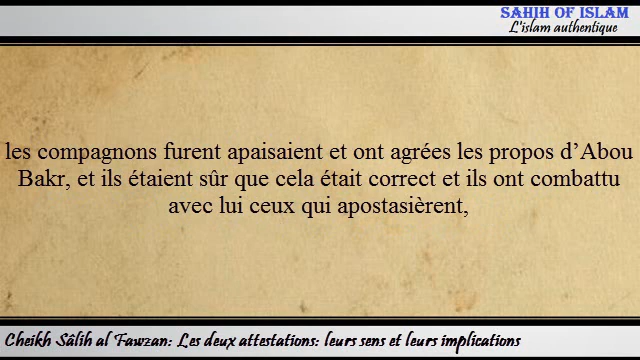 SAHIH OF ISLAM
L'islam authentique
les compagnons furent apaisaient et ont agrées les propos d'Abou
Bakr, et ils étaient sûr que cela était correct et ils ont combattu
avec lui ceux qui apostasièrent,
Cheikh Sâlih al Fawzan: Les deux attestations: leurs sens et leurs implications